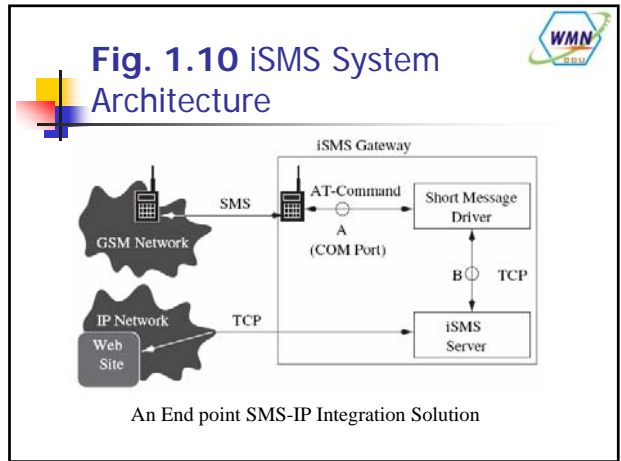 WMN
CCU
Fig. 1.10 iSMS System
Architecture
iSMS Gateway
SMS
AT-Command
A
(COM Port)
Short Message
Driver
GSM Network
B
TCP
IP Network
TCP
Web
Site
iSMS
Server
An End point SMS-IP Integration Solution